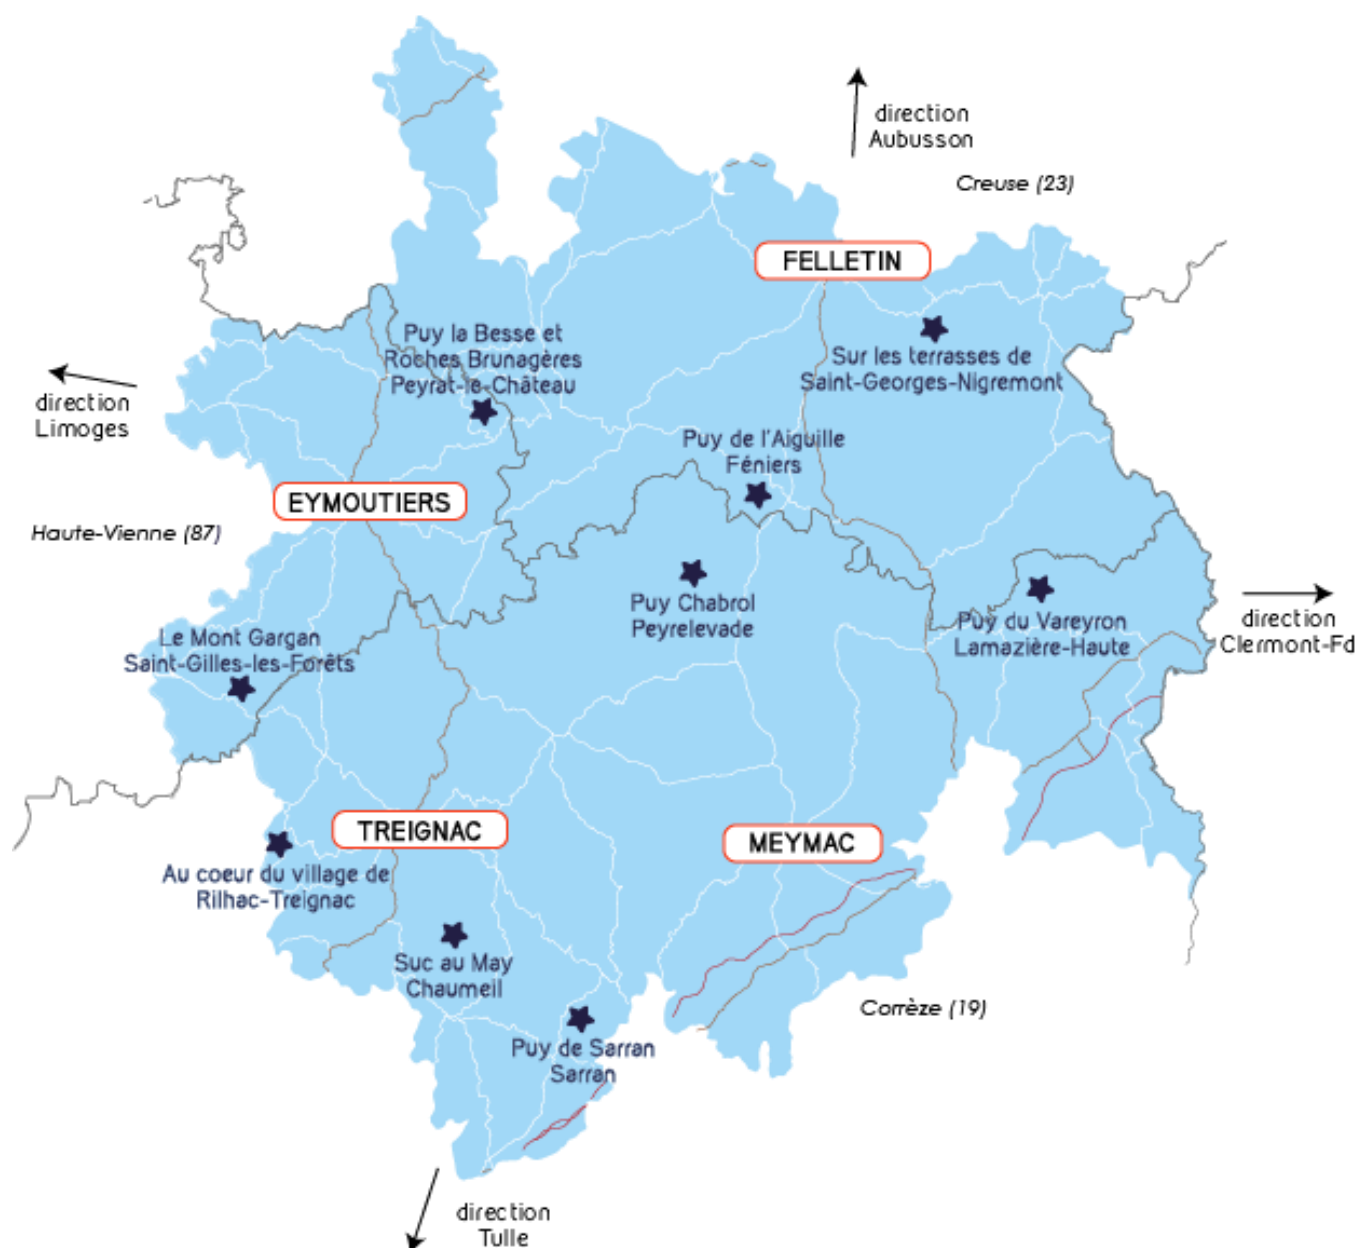 direction
Aubusson
Creuse (23)
FELLETIN
Puy la Besse et
Roches Brunagères
Peyrat-le-Château
Sur les terrasses de
Saint-Georges-Nigremont
direction
Limoges
Puy de l'Aiguille
Féniers
EYMOUTIERS
Haute-Vienne (87)
Puy Chabrol
Peyrelevade
Puy du Vareyron
Lamazière-Haute
direction
Clermont-Fd
Le Mont Gargan
Saint-Gilles-les-Forêts
TREIGNAC
MEYMAC
Au coeur du village de
Rilhac-Treignac
Suc au May
Chaumeil
Corrèze (19)
Puy de Sarran
Sarran
direction
Tulle